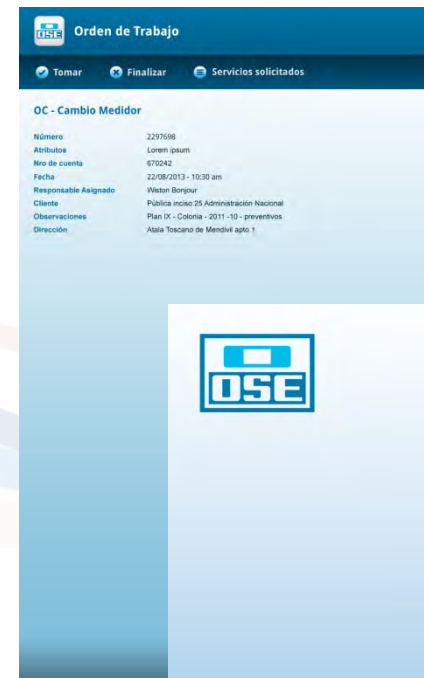 OSE Orden de Trabajo
Tomar Finalizar Servicios solicitados
OC - Cambio Medidor
Número 2297698
Atributos Lorem ipsum
Nro de cuenta 670242
Fecha 22/08/2013 - 10:30 am
Responsable Asignado Wiston Bonjour
Cliente Pública inciso 25 Administración Nacional
Observaciones Plan IX - Colonia - 2011 -10 - preventivos
Dirección Atala Toscano de Mendivil apto 1
OSE